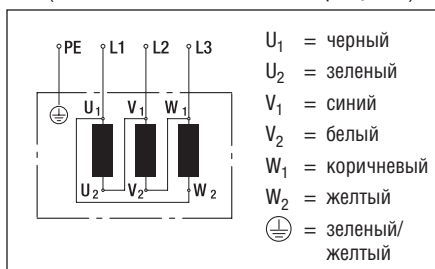 PE L1 L2 L3
U1 V1 W1
U2 V2 W2
U1 = черный
U2 = зеленый
V1 = синий
V2 = белый
W1 = коричневый
W2 = желтый
= зеленый/
желтый